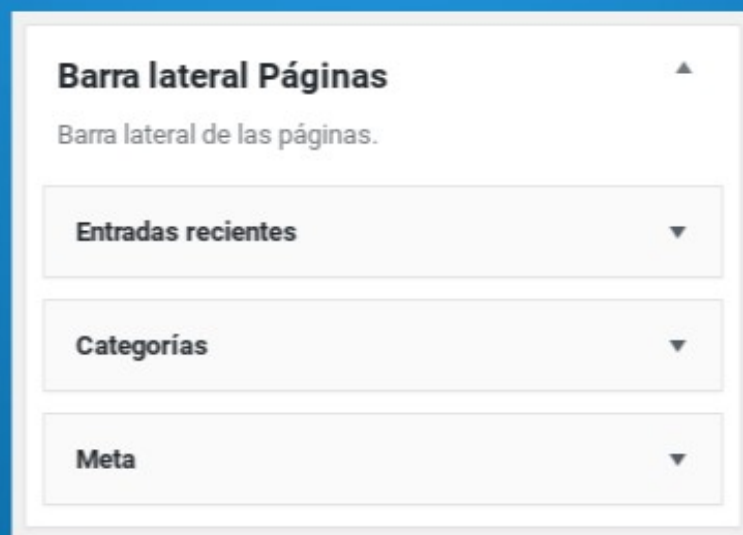 Barra lateral Páginas
Barra lateral de las páginas.
Entradas recientes
Categorías
Meta